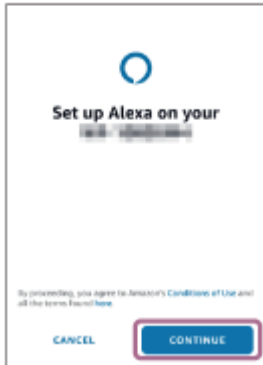 Set up Alexa on your
By proceeding, you agree to Amazon's Conditions of Use and
all the terms found here.
CANCEL
CONTINUE